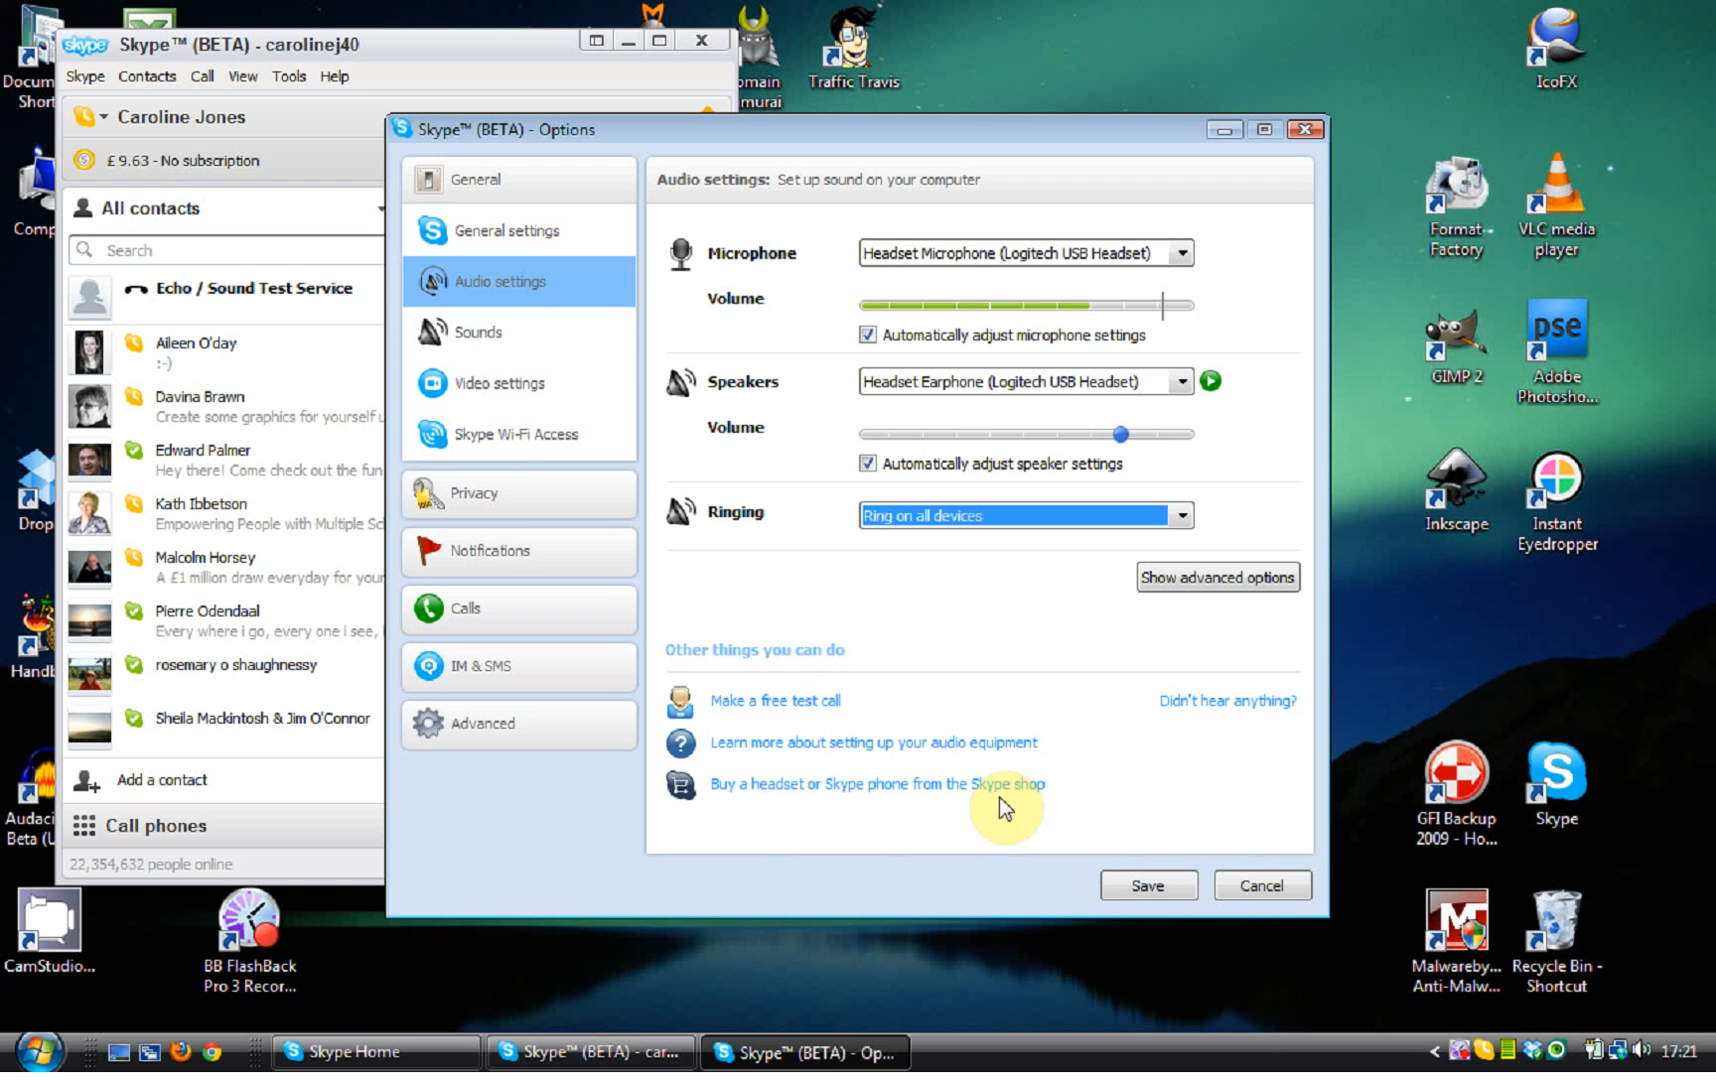 Skype™ (BETA) - carolinej40
Skype Contacts Call View Tools Help
Caroline Jones
£ 9.63 - No subscription
All contacts
Search
Echo / Sound Test Service
Aileen O'day
:-)
Davina Brawn
Create some graphics for yourself u
Edward Palmer
Hey there! Come check out the fun
Kath Ibbetson
Empowering People with Multiple Sc
Malcolm Horsey
A £1 million draw everyday for your
Pierre Odendaal
Every where i go, every one i see, I
rosemary o shaughnessy
Sheila Mackintosh & Jim O'Connor
Add a contact
Call phones
22,354,632 people online
Skype™ (BETA) - Options
General
General settings
Audio settings
Sounds
Video settings
Skype Wi-Fi Access
Privacy
Notifications
Calls
IM & SMS
Advanced
Audio settings: Set up sound on your computer
Microphone
Headset Microphone (Logitech USB Headset)
Volume
Automatically adjust microphone settings
Speakers
Headset Earphone (Logitech USB Headset)
Volume
Automatically adjust speaker settings
Ringing
Ring on all devices
Show advanced options
Other things you can do
Make a free test call
Didn't hear anything?
Learn more about setting up your audio equipment
Buy a headset or Skype phone from the Skype shop
Save
Cancel
Docum
Short
Comp
Drop
Handb
Audaci
Beta (U
CamStudio...
BB FlashBack
Pro 3 Recor...
omain
murai
Traffic Travis
IcoFX
Format
Factory
VLC media
player
GIMP 2
pse
Adobe
Photosho...
Inkscape
Instant
Eyedropper
GFI Backup
2009 - Ho...
Skype
Malwareby...
Anti-Malw...
Recycle Bin -
Shortcut
Skype Home
Skype™ (BETA) - car...
Skype™ (BETA) - Op...
17:21